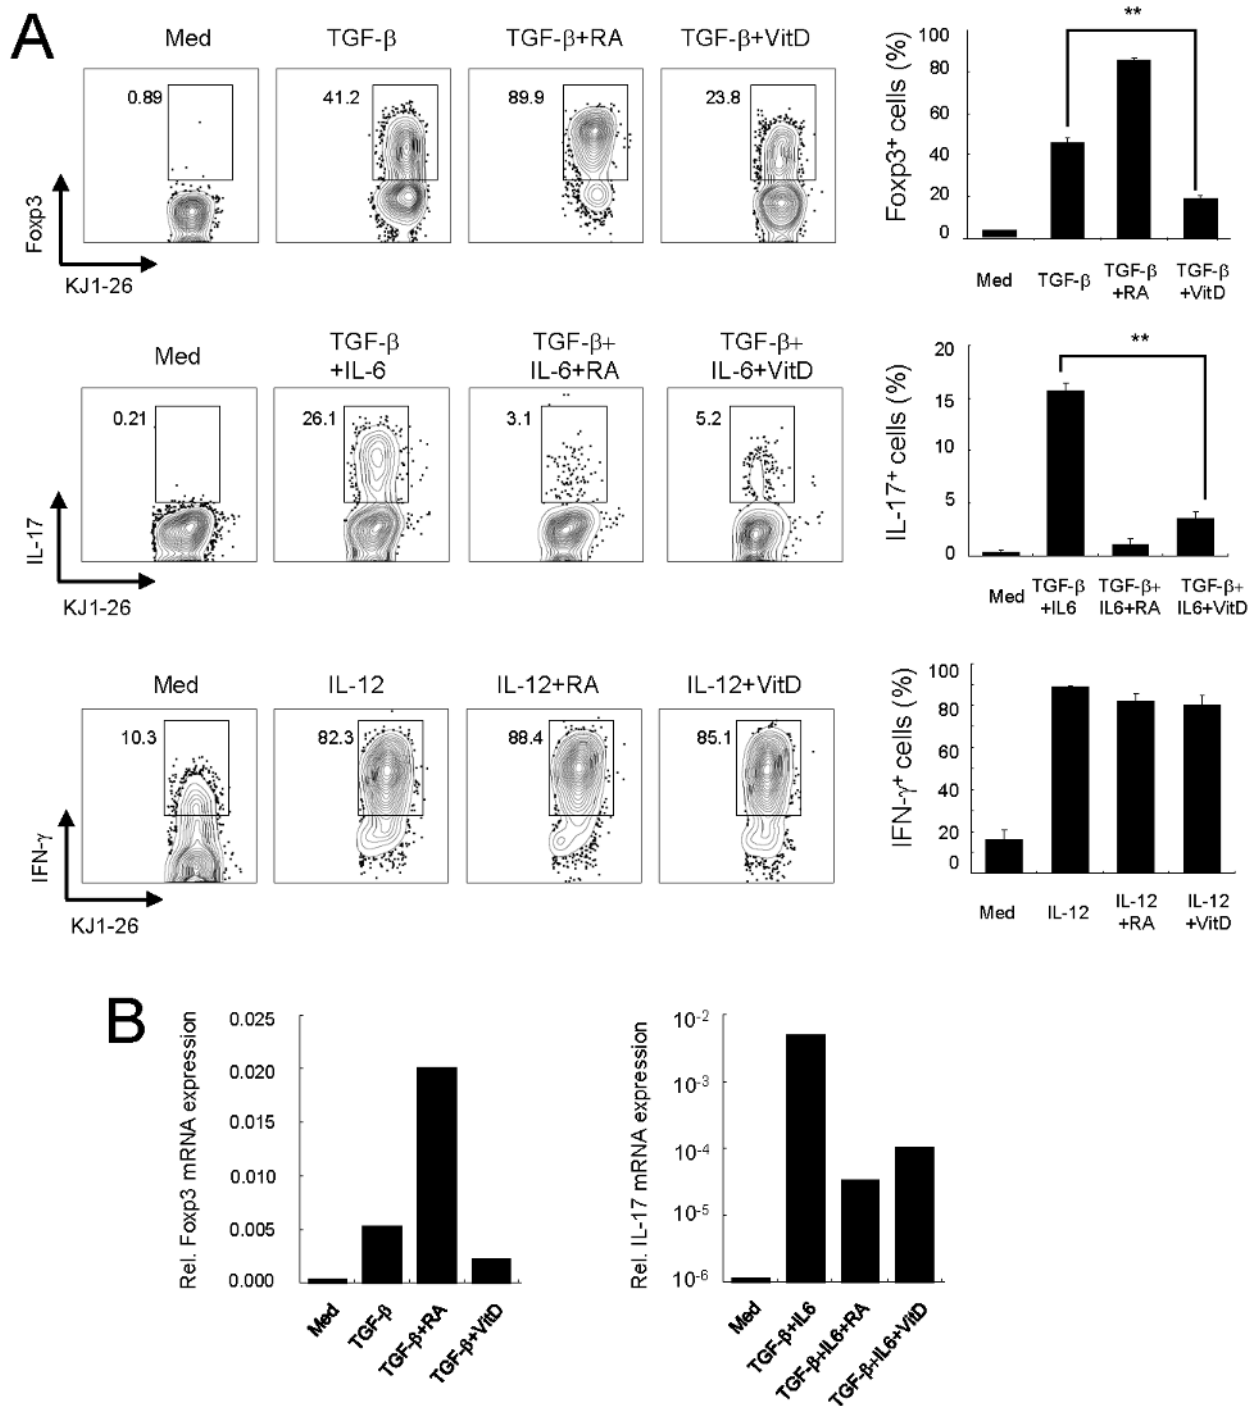 A
Med TGF-β TGF-β+RA TGF-β+VitD
0.89 41.2 89.9 23.8
Foxp3
KJ1-26
**
Foxp3+ cells (%)
100
80
60
40
20
0
Med TGF-β TGF-β +RA TGF-β +VitD
Med TGF-β +IL-6 TGF-β+ IL-6+RA TGF-β+ IL-6+VitD
0.21 26.1 3.1 5.2
IL-17
KJ1-26
**
IL-17+ cells (%)
20
15
10
5
0
Med TGF-β +IL6 TGF-β+ IL6+RA TGF-β+ IL6+VitD
Med IL-12 IL-12+RA IL-12+VitD
10.3 82.3 88.4 85.1
IFN-γ
KJ1-26
IFN-γ+ cells (%)
100
80
60
40
20
0
Med IL-12 IL-12 +RA IL-12 +VitD
B
Rel. Foxp3 mRNA expression
0.025
0.020
0.015
0.010
0.005
0.000
Med TGF-β TGF-β+RA TGF-β+VitD
Rel. IL-17 mRNA expression
10-2
10-3
10-4
10-5
10-6
Med TGF-β+IL6 TGF-β+IL6+RA TGF-β+IL6+VitD